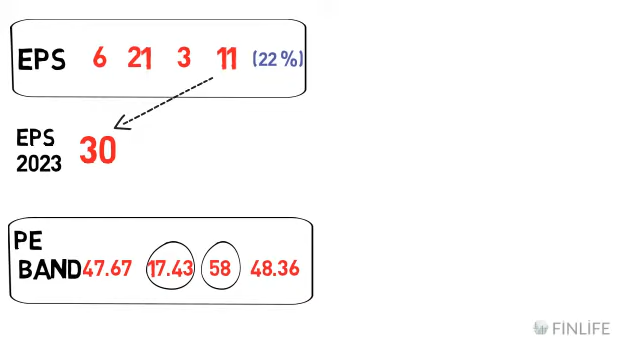 EPS 6 21 3 11 (22%)
EPS
2023 30
PE
BAND 47.67 17.43 58 48.36
FINLIFE